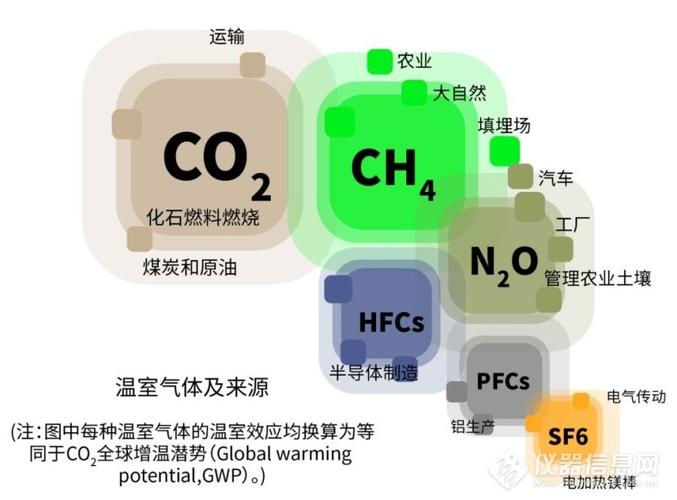 运输
CO2
化石燃料燃烧
煤炭和原油
农业
大自然
填埋场
CH4
汽车
工厂
N2O
管理农业土壤
HFCs
半导体制造
PFCs
铝生产
电气传动
SF6
电加热镁棒
温室气体及来源
(注：图中每种温室气体的温室效应均换算为等
同于CO2全球增温潜势（Global warming
potential,GWP）。)
仪器信息网
www.instrument.com.cn